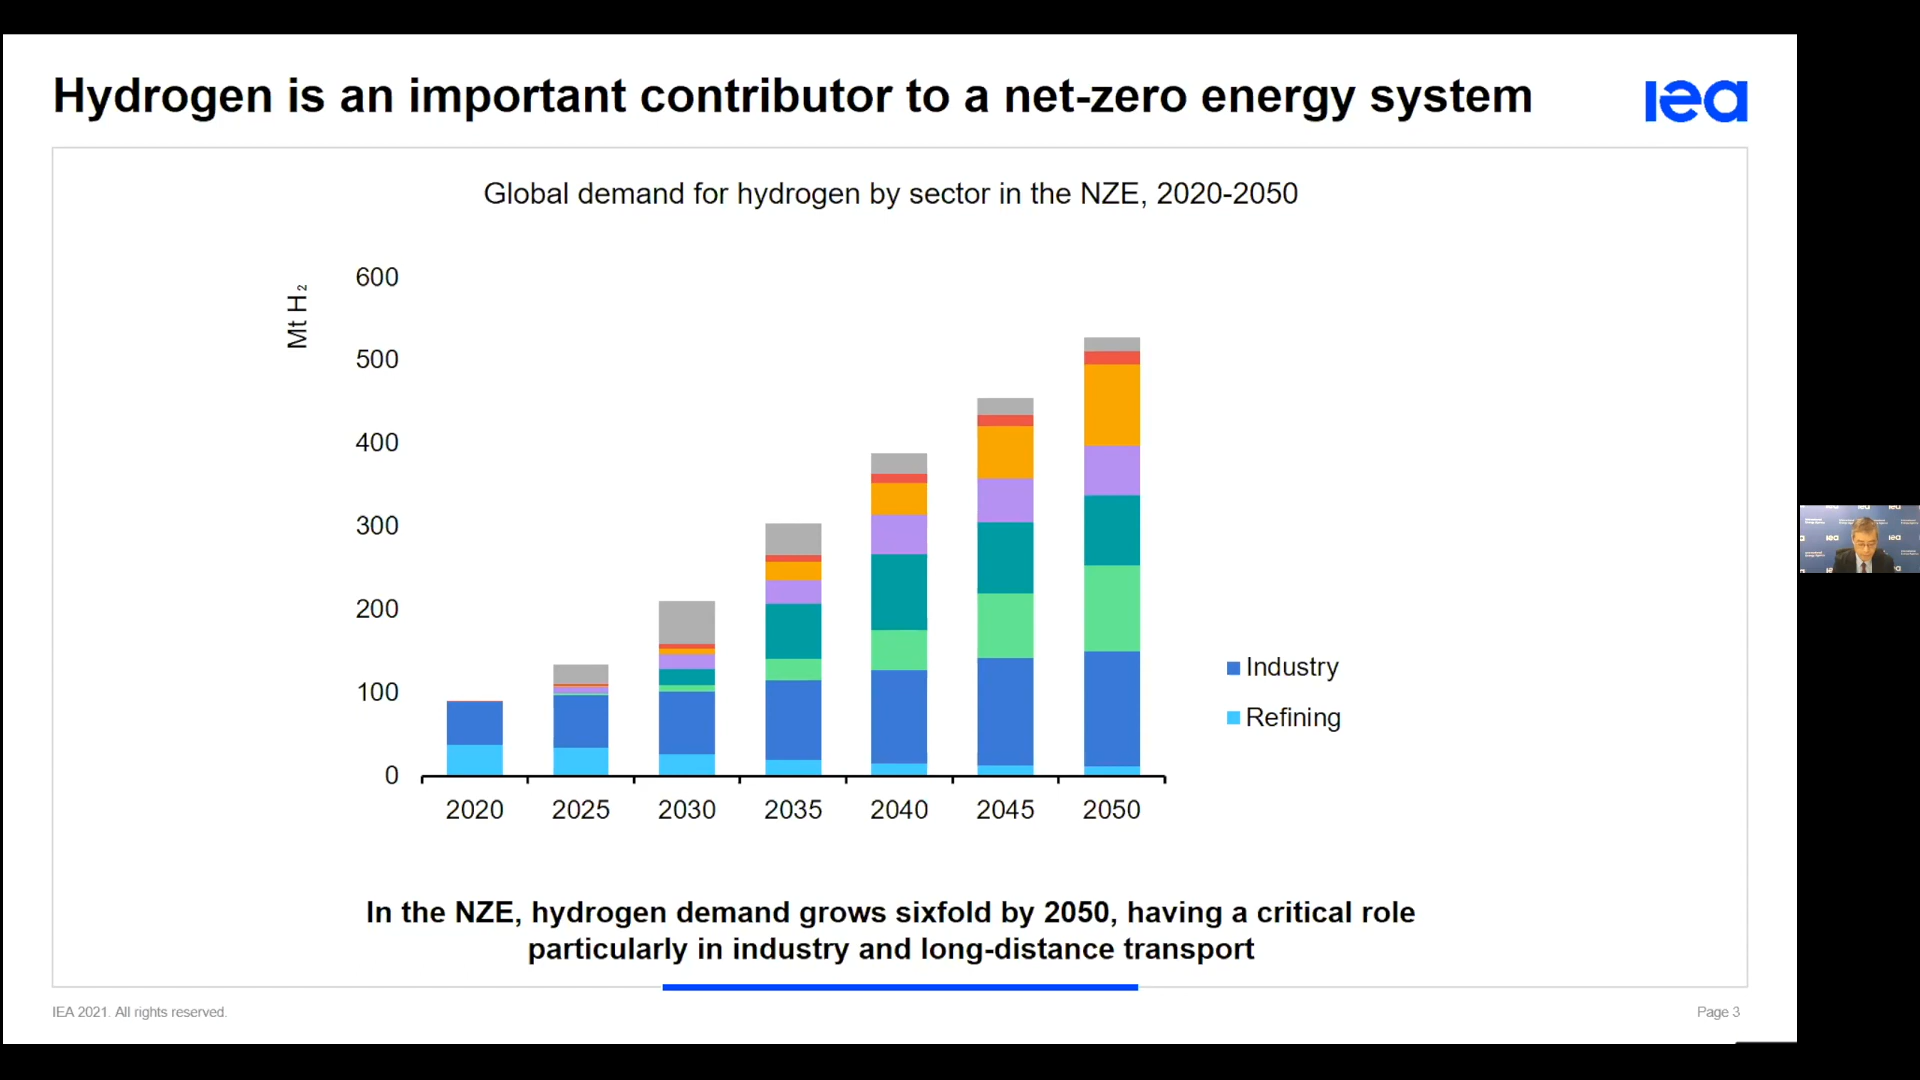 Hydrogen is an important contributor to a net-zero energy system
iea
Global demand for hydrogen by sector in the NZE, 2020-2050
Mt H₂
600
500
400
300
200
100
0
2020 2025 2030 2035 2040 2045 2050
Industry
Refining
In the NZE, hydrogen demand grows sixfold by 2050, having a critical role
particularly in industry and long-distance transport
IEA 2021. All rights reserved.
Page 3
iea
iea